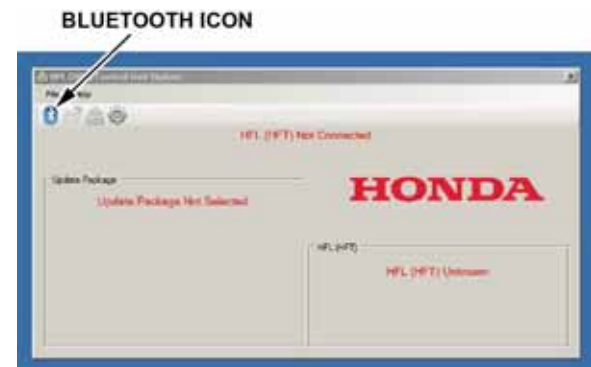 BLUETOOTH ICON
HFL (HFT) Not Connected
Update Package
Update Package Not Selected
HONDA
HFL (HFT)
HFL (HFT) Unknown